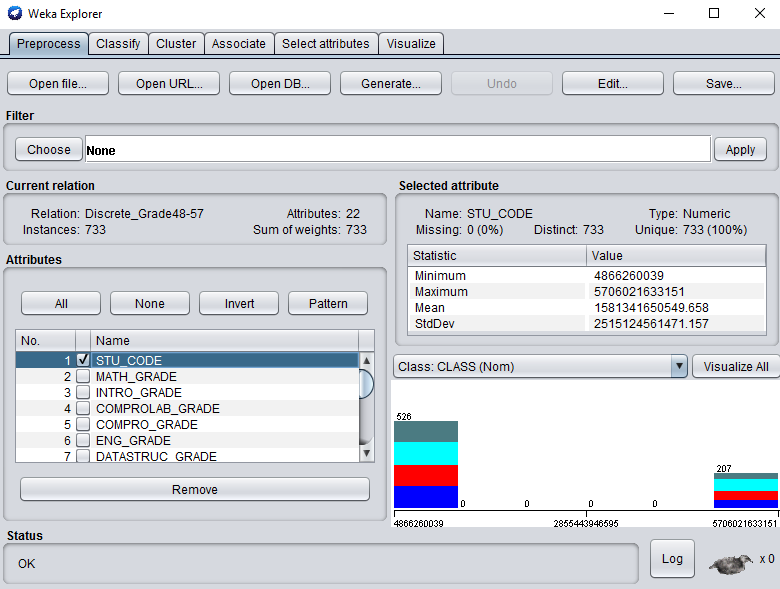 Weka Explorer
Preprocess Classify Cluster Associate Select attributes Visualize
Open file... Open URL... Open DB... Generate... Undo Edit... Save...
Filter
Choose None Apply
Current relation
Relation: Discrete_Grade48-57 Attributes: 22
Instances: 733 Sum of weights: 733
Attributes
All None Invert Pattern
No. Name
1 STU_CODE
2 MATH_GRADE
3 INTRO_GRADE
4 COMPROLAB_GRADE
5 COMPRO_GRADE
6 ENG_GRADE
7 DATASTRUC_GRADE
Remove
Selected attribute
Name: STU_CODE Type: Numeric
Missing: 0 (0%) Distinct: 733 Unique: 733 (100%)
Statistic Value
Minimum 4866260039
Maximum 5706021633151
Mean 1581341650549.658
StdDev 2515124561471.157
Class: CLASS (Nom) Visualize All
526
207
0 0 0 0
4866260039 2855443946595 5706021633151
Status
OK
Log x 0